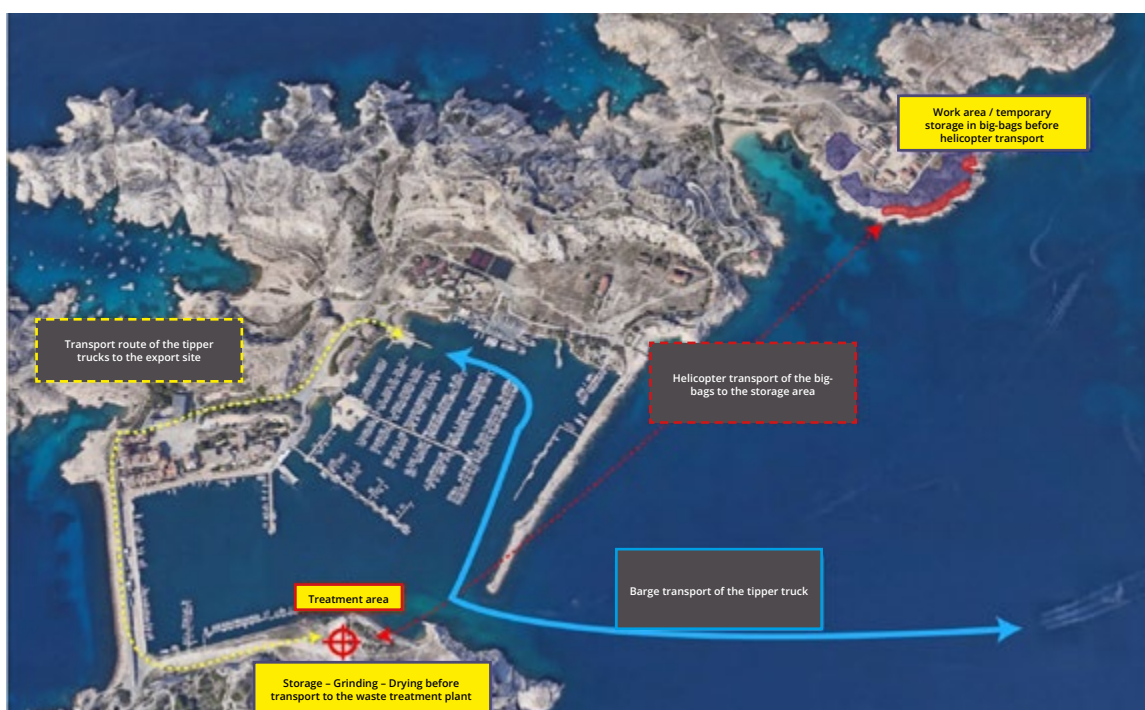 Work area / temporary
storage in big-bags before
helicopter transport
Transport route of the tipper
trucks to the export site
Helicopter transport of the big-
bags to the storage area
Barge transport of the tipper truck
Treatment area
Storage – Grinding – Drying before
transport to the waste treatment plant